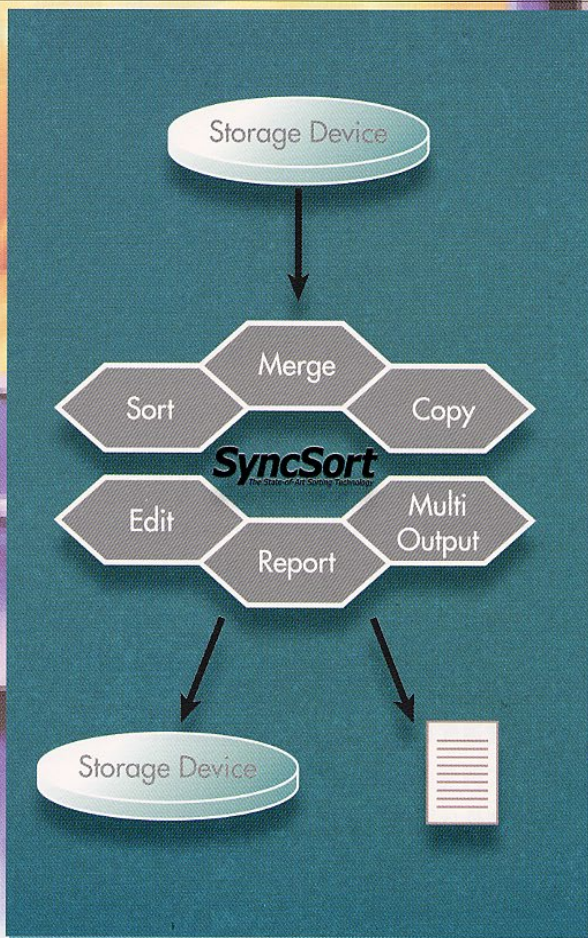 Storage Device
Merge
Sort
Copy
SyncSort
The State-of-Art Sorting Technology
Edit
Multi
Output
Report
Storage Device